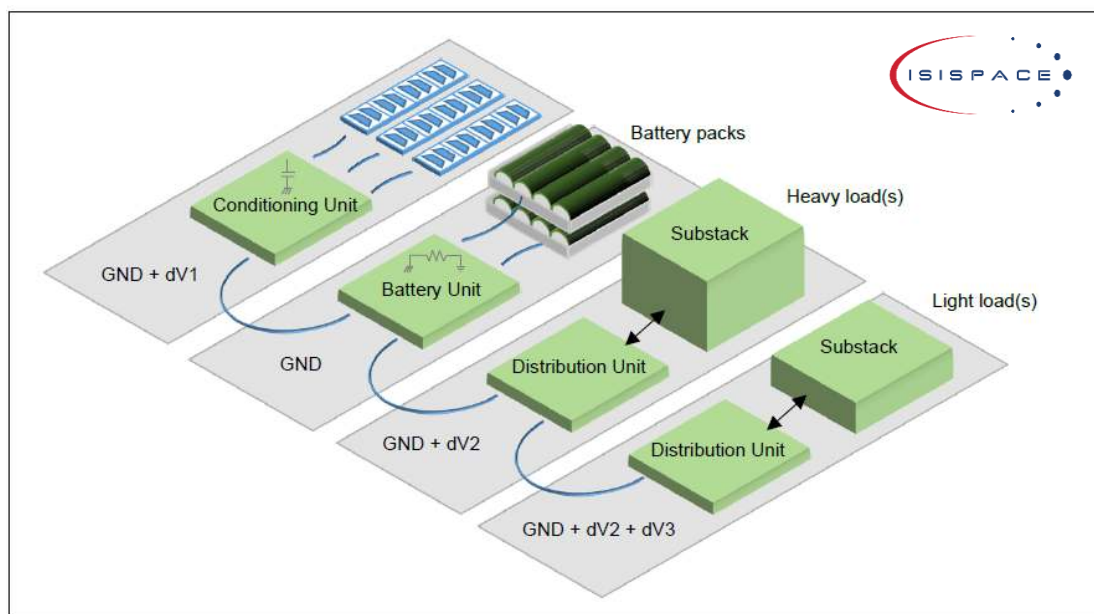 ISISPACE
Battery packs
Heavy load(s)
Substack
Conditioning Unit
Light load(s)
GND + dV1
Battery Unit
Substack
GND
Distribution Unit
GND + dV2
Distribution Unit
GND + dV2 + dV3